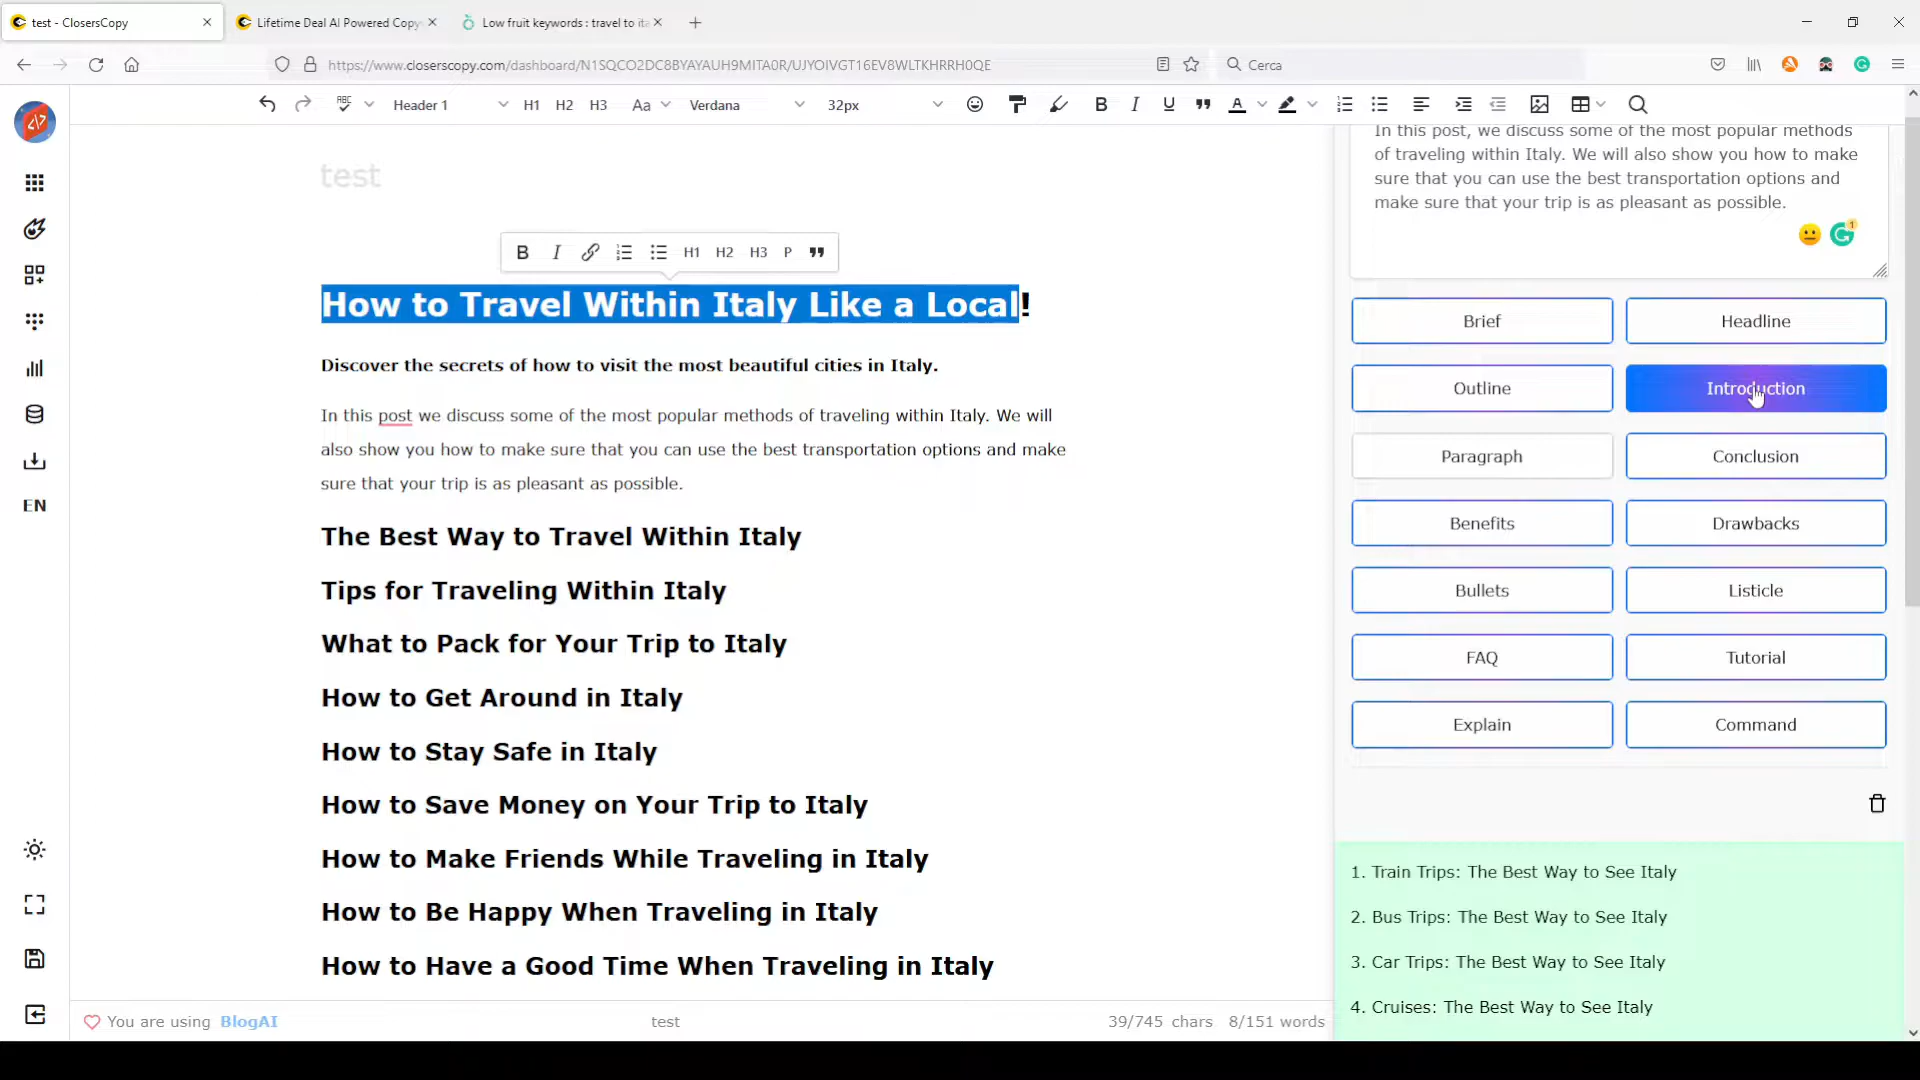 test - ClosersCopy
Lifetime Deal AI Powered Copy
Low fruit keywords : travel to ita
https://www.closerscopy.com/dashboard/N1SQCO2DC8BYAYAUH9MITA0R/UJYOIVGT16EV8WLTKHRRH0QE
Cerca
ABC
Header 1
H1
H2
H3
Aa
Verdana
32px
B
I
U
A
test
B
I
H1
H2
H3
P
How to Travel Within Italy Like a Local!
Discover the secrets of how to visit the most beautiful cities in Italy.
In this post we discuss some of the most popular methods of traveling within Italy. We will
also show you how to make sure that you can use the best transportation options and make
sure that your trip is as pleasant as possible.
The Best Way to Travel Within Italy
Tips for Traveling Within Italy
What to Pack for Your Trip to Italy
How to Get Around in Italy
How to Stay Safe in Italy
How to Save Money on Your Trip to Italy
How to Make Friends While Traveling in Italy
How to Be Happy When Traveling in Italy
How to Have a Good Time When Traveling in Italy
EN
You are using BlogAI
test
39/745 chars
8/151 words
In this post, we discuss some of the most popular methods
of traveling within Italy. We will also show you how to make
sure that you can use the best transportation options and
make sure that your trip is as pleasant as possible.
1
Brief
Headline
Outline
Introduction
Paragraph
Conclusion
Benefits
Drawbacks
Bullets
Listicle
FAQ
Tutorial
Explain
Command
1. Train Trips: The Best Way to See Italy
2. Bus Trips: The Best Way to See Italy
3. Car Trips: The Best Way to See Italy
4. Cruises: The Best Way to See Italy